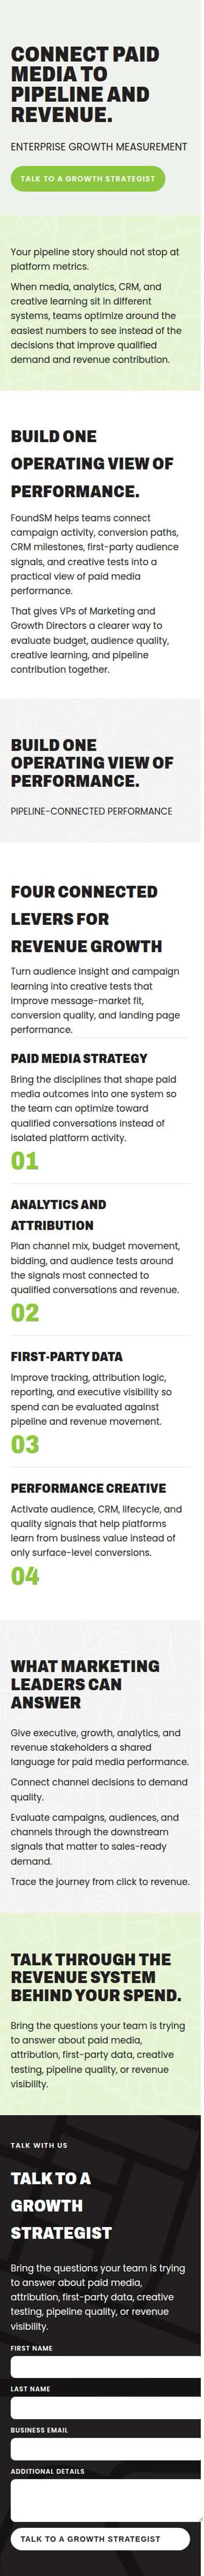 CONNECT PAID
MEDIA TO
PIPELINE AND
REVENUE.
ENTERPRISE GROWTH MEASUREMENT
TALK TO A GROWTH STRATEGIST
Your pipeline story should not stop at
platform metrics.
When media, analytics, CRM, and
creative learning sit in different
systems, teams optimize around the
easiest numbers to see instead of the
decisions that improve qualified
demand and revenue contribution.
BUILD ONE
OPERATING VIEW OF
PERFORMANCE.
FoundSM helps teams connect
campaign activity, conversion paths,
CRM milestones, first-party audience
signals, and creative tests into a
practical view of paid media
performance.
That gives VPs of Marketing and
Growth Directors a clearer way to
evaluate budget, audience quality,
creative learning, and pipeline
contribution together.
BUILD ONE
OPERATING VIEW OF
PERFORMANCE.
PIPELINE-CONNECTED PERFORMANCE
FOUR CONNECTED
LEVERS FOR
REVENUE GROWTH
Turn audience insight and campaign
learning into creative tests that
improve message-market fit,
conversion quality, and landing page
performance.
PAID MEDIA STRATEGY
Bring the disciplines that shape paid
media outcomes into one system so
the team can optimize toward
qualified conversions instead of
isolated platform activity.
01
ANALYTICS AND
ATTRIBUTION
Plan channel mix, budget movement,
bidding, and audience tests around
the signals most connected to
qualified conversations and revenue.
02
FIRST-PARTY DATA
Improve tracking, attribution logic,
reporting, and executive visibility so
spend can be evaluated against
pipeline and revenue movement.
03
PERFORMANCE CREATIVE
Activate audience, CRM, lifecycle, and
quality signals that help platforms
learn from business value instead of
only surface-level conversions.
04
WHAT MARKETING
LEADERS CAN
ANSWER
Give executive, growth, analytics, and
revenue stakeholders a shared
language for paid media performance.
Connect channel decisions to demand
quality.
Evaluate campaigns, audiences, and
channels through the downstream
signals that matter to sales-ready
demand.
Trace the journey from click to revenue.
TALK THROUGH THE
REVENUE SYSTEM
BEHIND YOUR SPEND.
Bring the questions your team is trying
to answer about paid media,
attribution, first-party data, creative
testing, pipeline quality, or revenue
visibility.
TALK WITH US
TALK TO A
GROWTH
STRATEGIST
Bring the questions your team is trying
to answer about paid media,
attribution, first-party data, creative
testing, pipeline quality, or revenue
visibility.
FIRST NAME
LAST NAME
BUSINESS EMAIL
ADDITIONAL DETAILS
TALK TO A GROWTH STRATEGIST